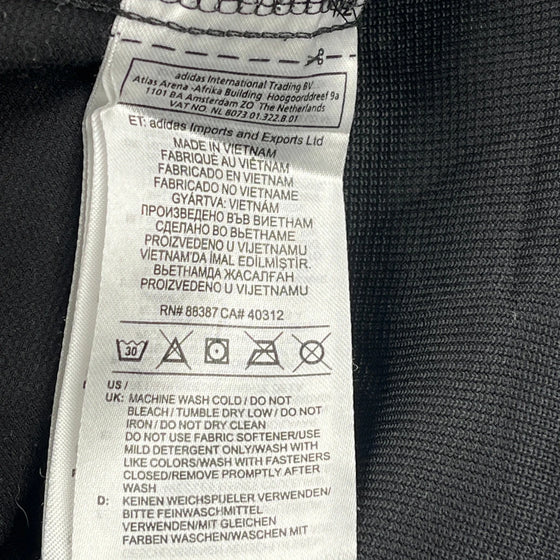 adidas International Trading BV
Atlas Arena -Afrika Building Hoogoorddreef 9a
1101 BA Amsterdam ZO The Netherlands
VAT NO. NL 8073.01.322.B.01
ET: adidas Imports and Exports Ltd
MADE IN VIETNAM
FABRIQUÉ AU VIÊTNAM
FABRICADO EN VIETNAM
FABRICADO NO VIETNAME
GYÁRTVA: VIETNÁM
ПРОИЗВЕДЕНО ВЪВ ВИЕТНАМ
СДЕЛАНО ВО ВЬЕТНАМЕ
PROIZVEDENO U VIJETNAMU
VİETNAM'DA İMAL EDİLMİŞTİR.
ВЬЕТНАМДА ЖАСАЛҒАН
PROIZVEDENO U VIJETNAMU
RN# 88387 CA# 40312
30
US /
UK: MACHINE WASH COLD / DO NOT
BLEACH / TUMBLE DRY LOW / DO NOT
IRON / DO NOT DRY CLEAN
DO NOT USE FABRIC SOFTENER/USE
MILD DETERGENT ONLY/WASH WITH
LIKE COLORS/WASH WITH FASTENERS
CLOSED/REMOVE PROMPTLY AFTER
WASH
D: KEINEN WEICHSPUELER VERWENDEN/
BITTE FEINWASCHMITTEL
VERWENDEN/MIT GLEICHEN
FARBEN WASCHEN/WASCHEN MIT